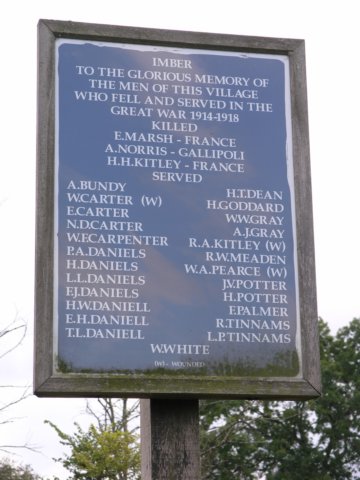 IMBER
TO THE GLORIOUS MEMORY OF
THE MEN OF THIS VILLAGE
WHO FELL AND SERVED IN THE
GREAT WAR 1914-1918
KILLED
E.MARSH - FRANCE
A.NORRIS - GALLIPOLI
H.H.KITLEY - FRANCE
SERVED
A.BUNDY
W.CARTER (W)
E.CARTER
N.D.CARTER
W.F.CARPENTER
P.A.DANIELS
H.DANIELS
L.L.DANIELS
F.J.DANIELS
H.W.DANIELL
E.H.DANIELL
T.L.DANIELL
H.T.DEAN
H.GODDARD
W.W.GRAY
A.J.GRAY
R.A.KITLEY (W)
R.W.MEADEN
W.A.PEARCE (W)
J.V.POTTER
H.POTTER
F.PALMER
R.TINNAMS
L.P.TINNAMS
W.WHITE
(W) - WOUNDED